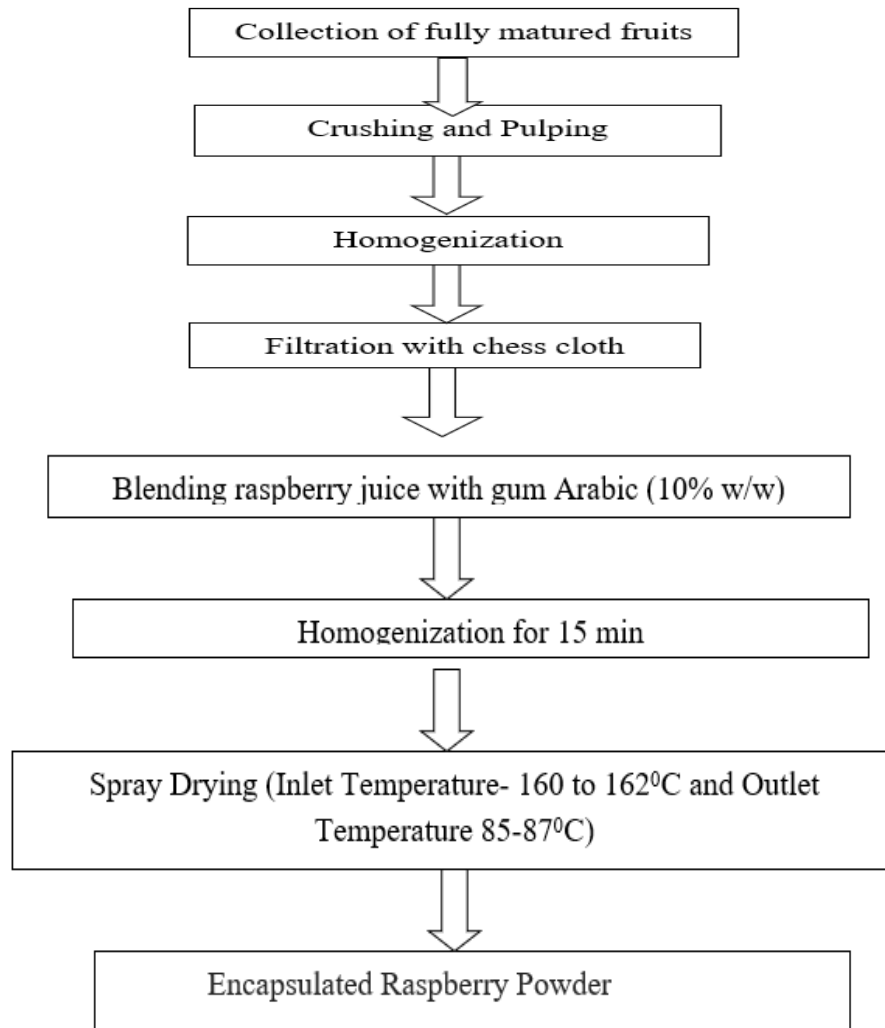 Collection of fully matured fruits
Crushing and Pulping
Homogenization
Filtration with chess cloth
Blending raspberry juice with gum Arabic (10% w/w)
Homogenization for 15 min
Spray Drying (Inlet Temperature- 160 to 162⁰C and Outlet
Temperature 85-87⁰C)
Encapsulated Raspberry Powder